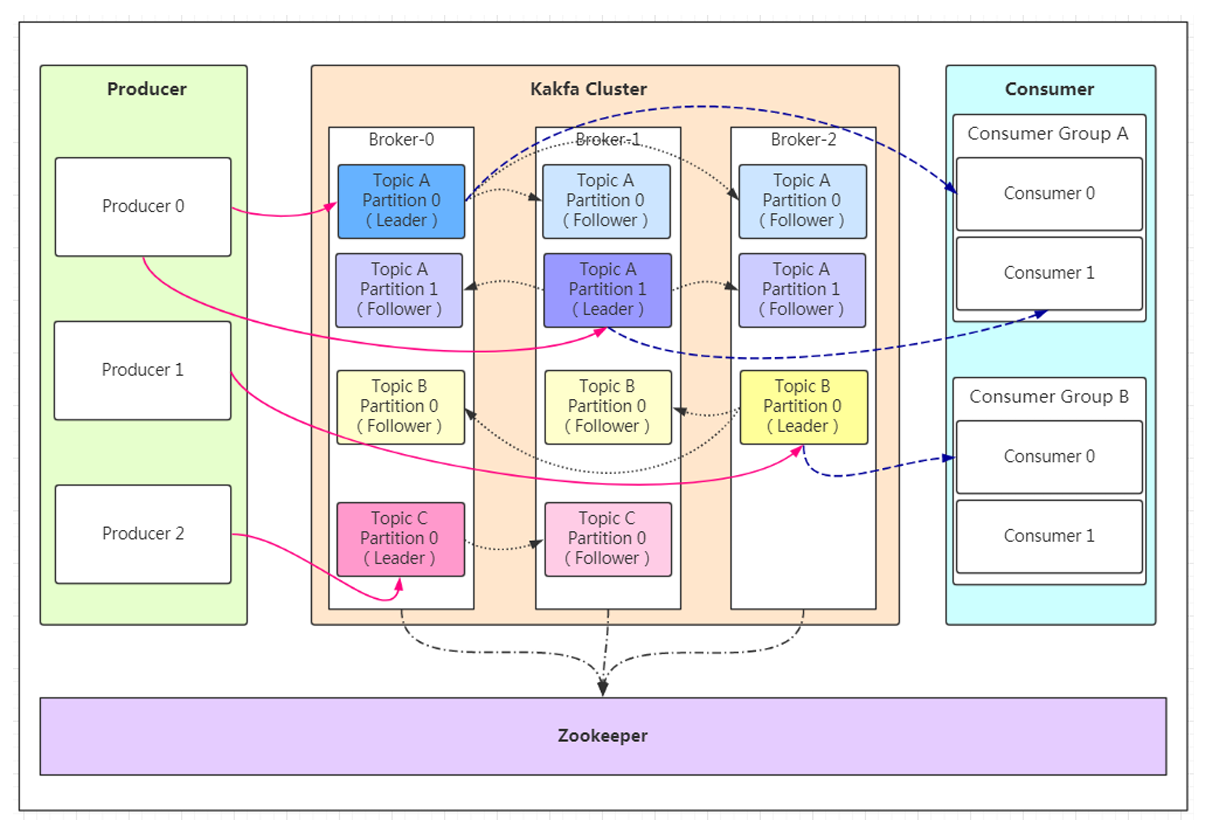 Producer
Producer 0
Producer 1
Producer 2
Kakfa Cluster
Broker-0
Topic A
Partition 0
( Leader )
Topic A
Partition 1
( Follower )
Topic B
Partition 0
( Follower )
Topic C
Partition 0
( Leader )
Broker-1
Topic A
Partition 0
( Follower )
Topic A
Partition 1
( Leader )
Topic B
Partition 0
( Follower )
Topic C
Partition 0
( Follower )
Broker-2
Topic A
Partition 0
( Follower )
Topic A
Partition 1
( Follower )
Topic B
Partition 0
( Leader )
Consumer
Consumer Group A
Consumer 0
Consumer 1
Consumer Group B
Consumer 0
Consumer 1
Zookeeper